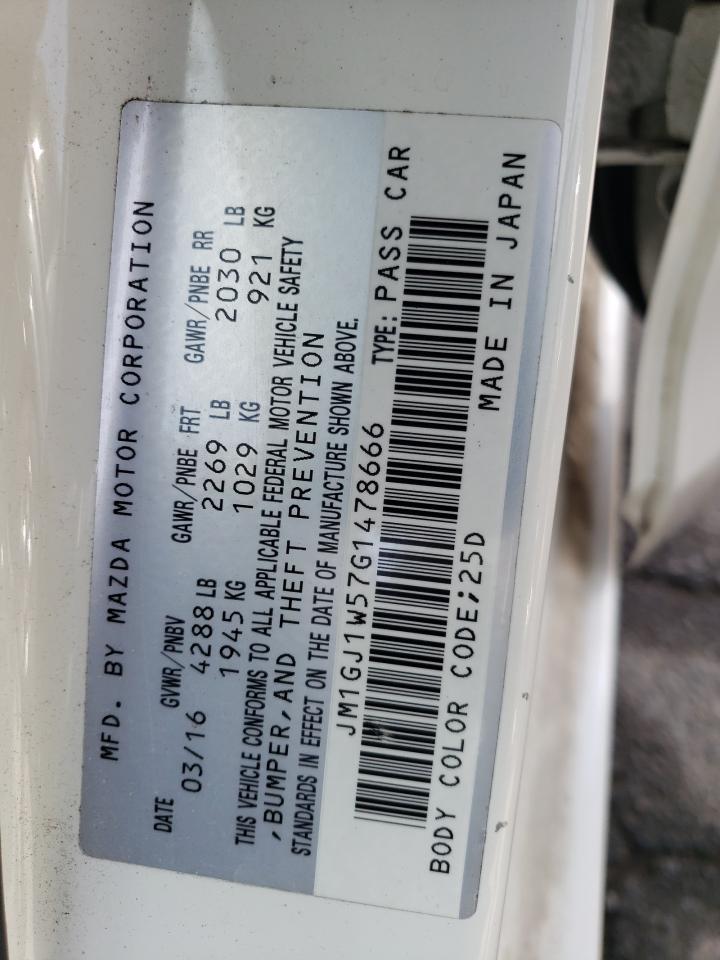 MFD. BY MAZDA MOTOR CORPORATION
DATE GVWR/PNBV GAWR/PNBE FRT GAWR/PNBE RR
03/16 4288 LB 2269 LB 2030 LB
1945 KG 1029 KG 921 KG
THIS VEHICLE CONFORMS TO ALL APPLICABLE FEDERAL MOTOR VEHICLE SAFETY
,BUMPER,AND THEFT PREVENTION
STANDARDS IN EFFECT ON THE DATE OF MANUFACTURE SHOWN ABOVE.
JM1GJ1W57G1478666 TYPE: PASS CAR
BODY COLOR CODE;25D MADE IN JAPAN